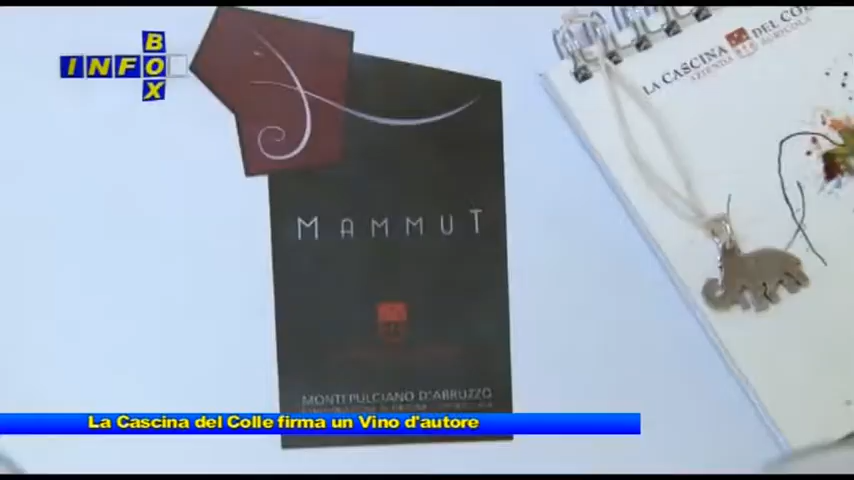 INFO
BOX
LA CASCINA DEL COLLE
AZIENDA AGRICOLA
MAMMUT
MONTEPULCIANO D'ABRUZZO
La Cascina del Colle firma un Vino d'autore